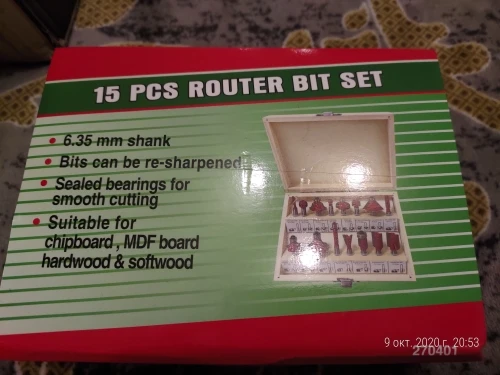 15 PCS ROUTER BIT SET
• 6.35 mm shank
• Bits can be re-sharpened
• Sealed bearings for
smooth cutting
• Suitable for
chipboard , MDF board
hardwood & softwood
9 окт. 2020 г. 20:53
270401